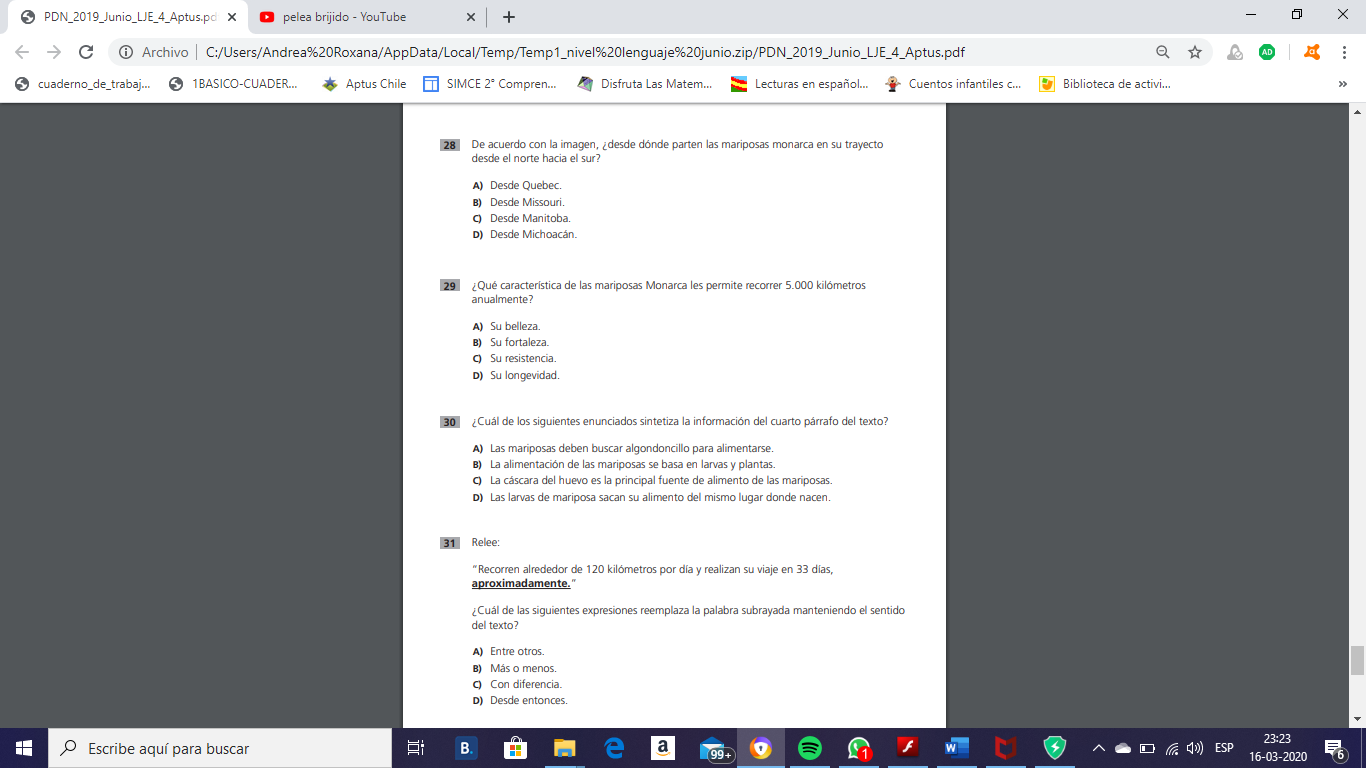 PDN_2019_Junio_LJE_4_Aptus.pd
pelea brijido - YouTube
Archivo
C:/Users/Andrea%20Roxana/AppData/Local/Temp/Temp1_nivel%20lenguaje%20junio.zip/PDN_2019_Junio_LJE_4_Aptus.pdf
AD
cuaderno_de_trabaj...
1BASICO-CUADER...
Aptus Chile
SIMCE 2° Compren...
Disfruta Las Matem...
Lecturas en español...
Cuentos infantiles c...
Biblioteca de activi...
»
28 De acuerdo con la imagen, ¿desde dónde parten las mariposas monarca en su trayecto
desde el norte hacia el sur?
A) Desde Quebec.
B) Desde Missouri.
C) Desde Manitoba.
D) Desde Michoacán.
29 ¿Qué característica de las mariposas Monarca les permite recorrer 5.000 kilómetros
anualmente?
A) Su belleza.
B) Su fortaleza.
C) Su resistencia.
D) Su longevidad.
30 ¿Cuál de los siguientes enunciados sintetiza la información del cuarto párrafo del texto?
A) Las mariposas deben buscar algondoncillo para alimentarse.
B) La alimentación de las mariposas se basa en larvas y plantas.
C) La cáscara del huevo es la principal fuente de alimento de las mariposas.
D) Las larvas de mariposa sacan su alimento del mismo lugar donde nacen.
31 Relee:
“Recorren alrededor de 120 kilómetros por día y realizan su viaje en 33 días,
aproximadamente.”
¿Cuál de las siguientes expresiones reemplaza la palabra subrayada manteniendo el sentido
del texto?
A) Entre otros.
B) Más o menos.
C) Con diferencia.
D) Desde entonces.
Escribe aquí para buscar
B.
a
99+
1
W
ESP
23:23
16-03-2020
6